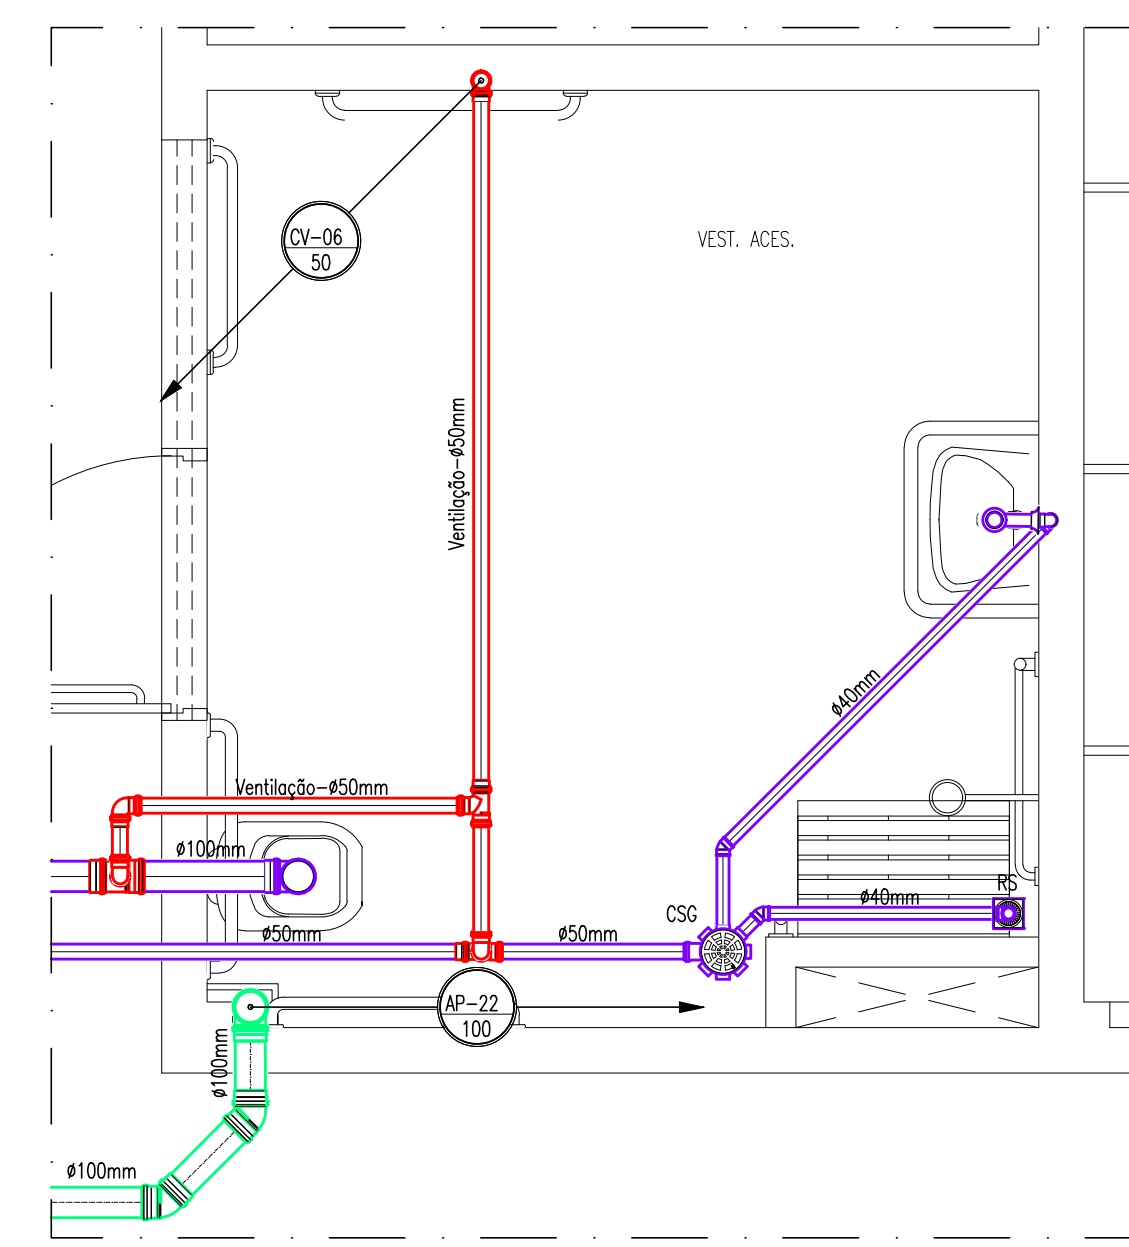 CV-06
50
VEST. ACES.
Ventilação-ø50mm
ø40mm
Ventilação-ø50mm
ø100mm
RS
ø40mm
CSG
ø50mm
ø50mm
AP-22
100
ø100mm
ø100mm